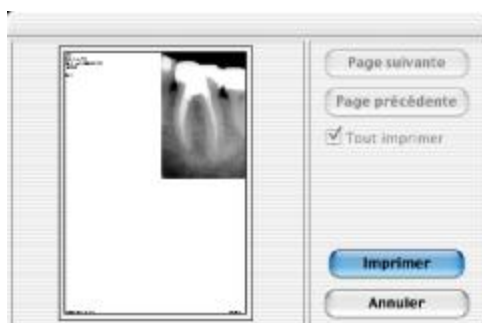 Page suivante
Page précédente
Tout imprimer
Imprimer
Annuler